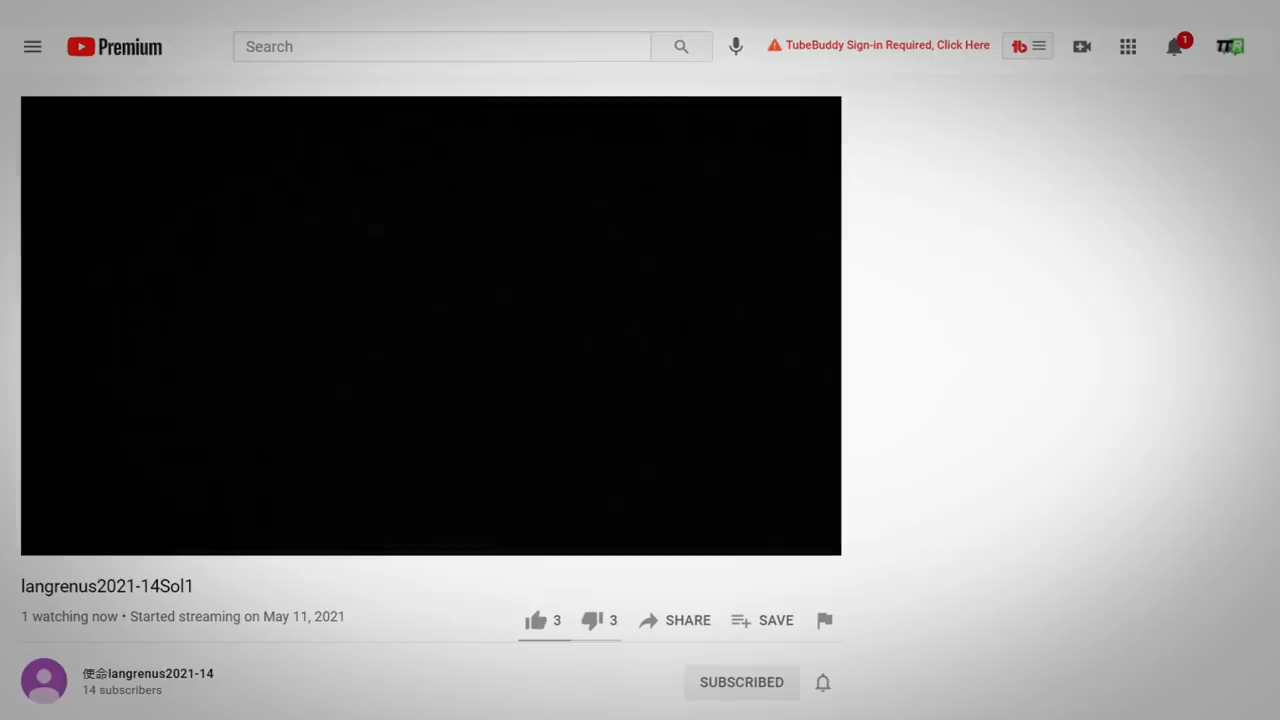 Premium
Search
TubeBuddy Sign-in Required, Click Here
tb
1
TTR
langrenus2021-14Sol1
1 watching now • Started streaming on May 11, 2021
3
3
SHARE
SAVE
使命langrenus2021-14
14 subscribers
SUBSCRIBED